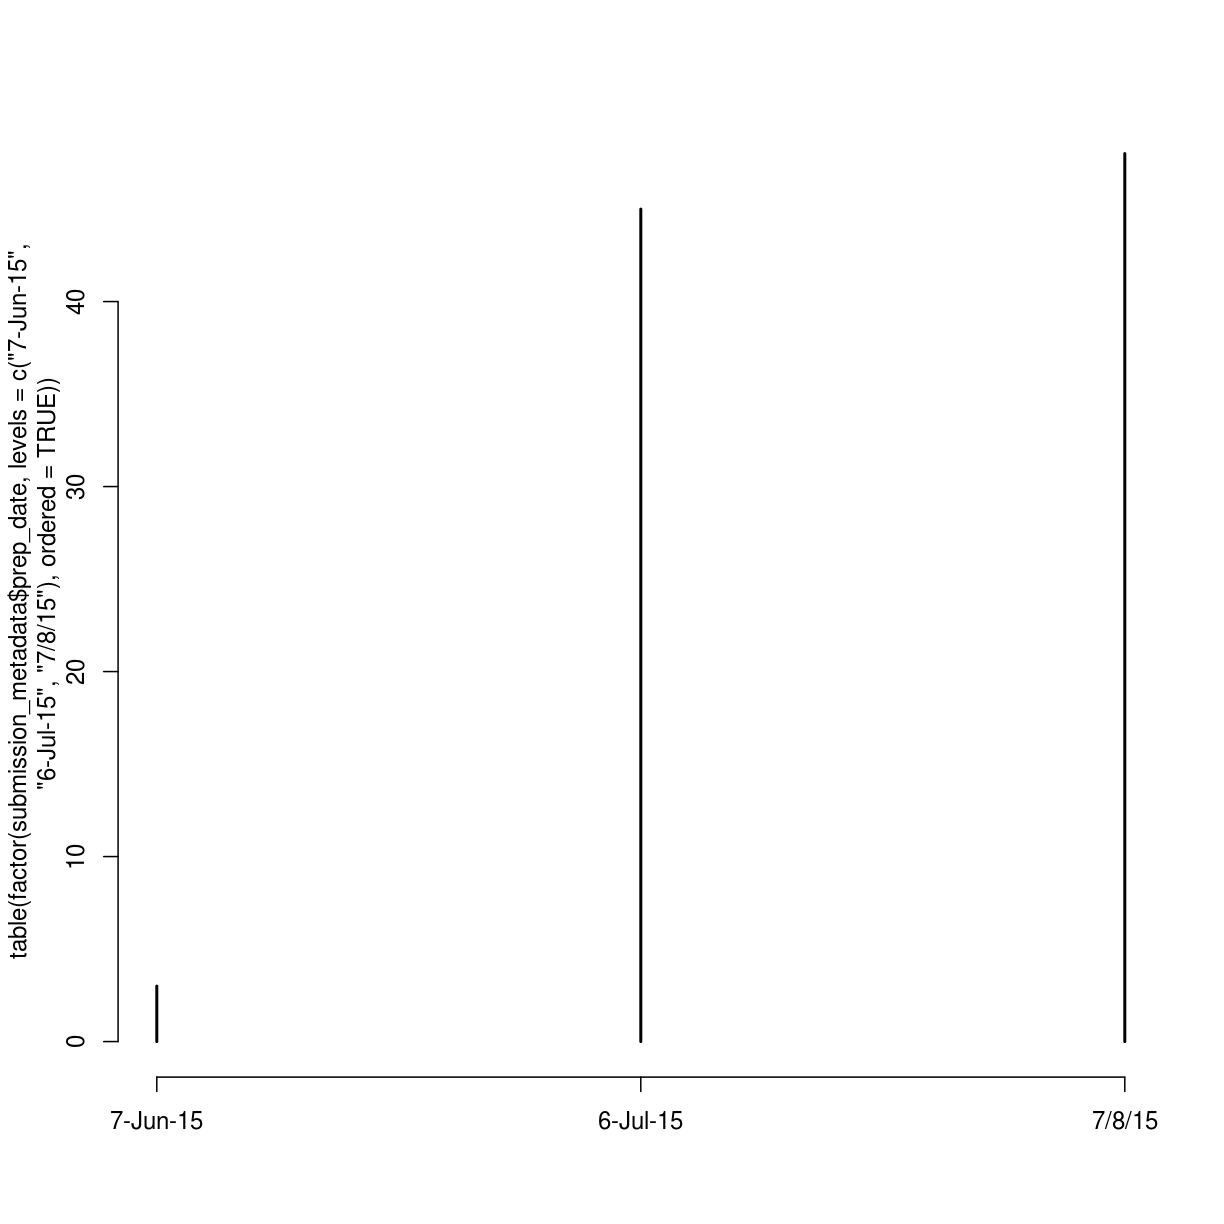 table(factor(submission_metadata$prep_date, levels = c("7-Jun-15",
"6-Jul-15", "7/8/15"), ordered = TRUE))
40
30
20
10
0
7-Jun-15
6-Jul-15
7/8/15